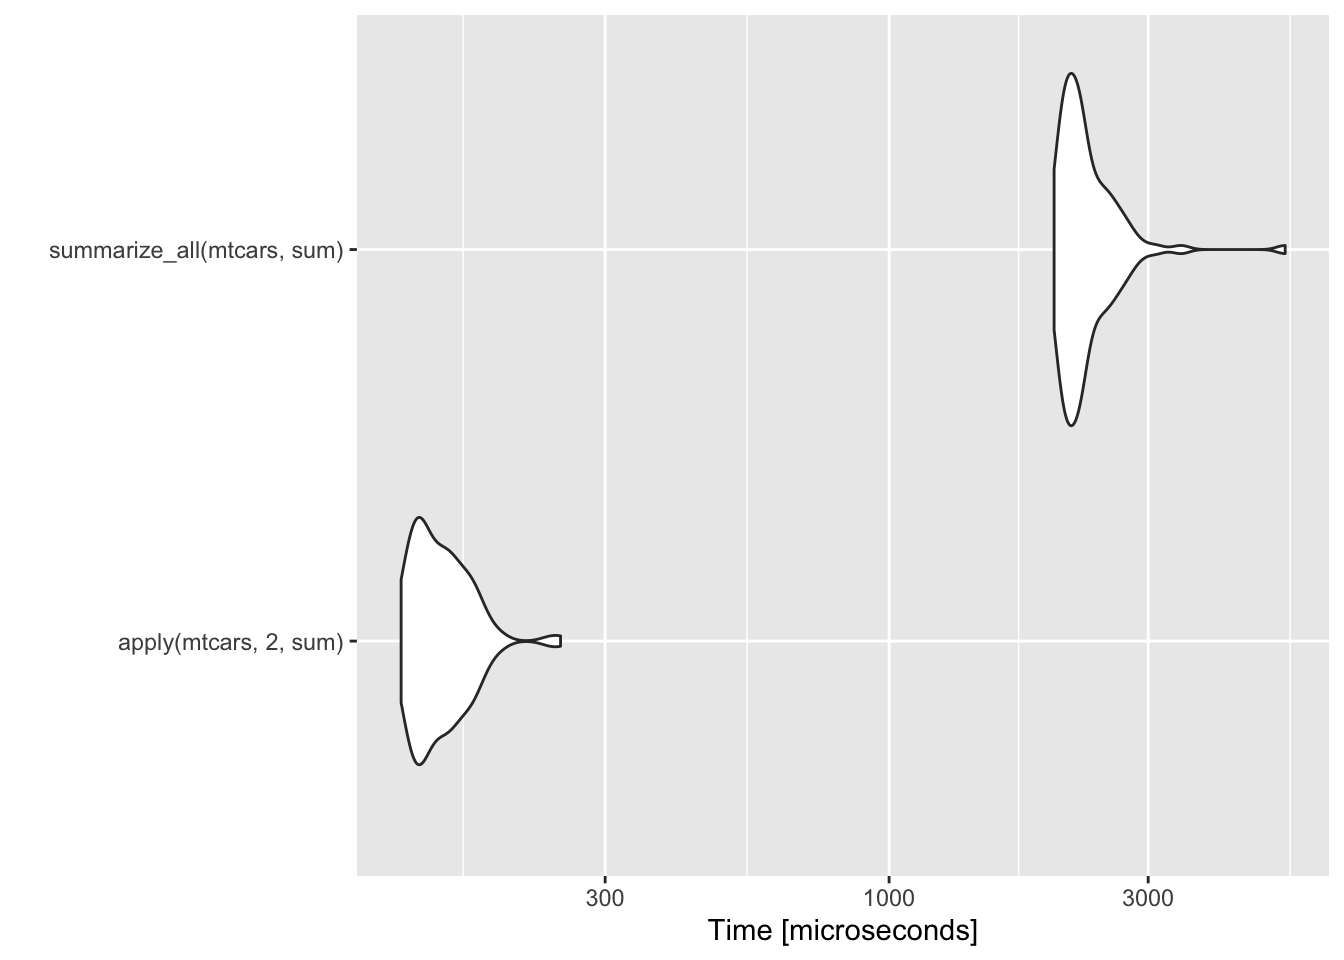 summarize_all(mtcars, sum)
apply(mtcars, 2, sum)
300 1000 3000
Time [microseconds]